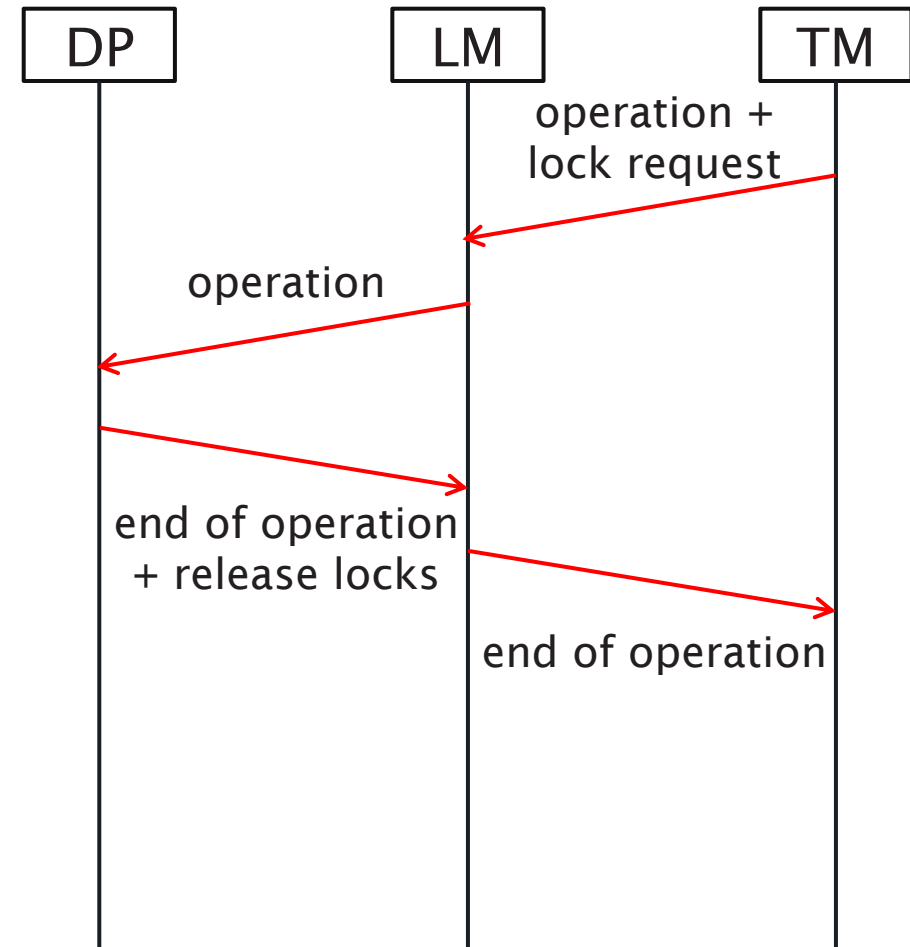 DP
LM
TM
operation +
lock request
operation
end of operation
+ release locks
end of operation